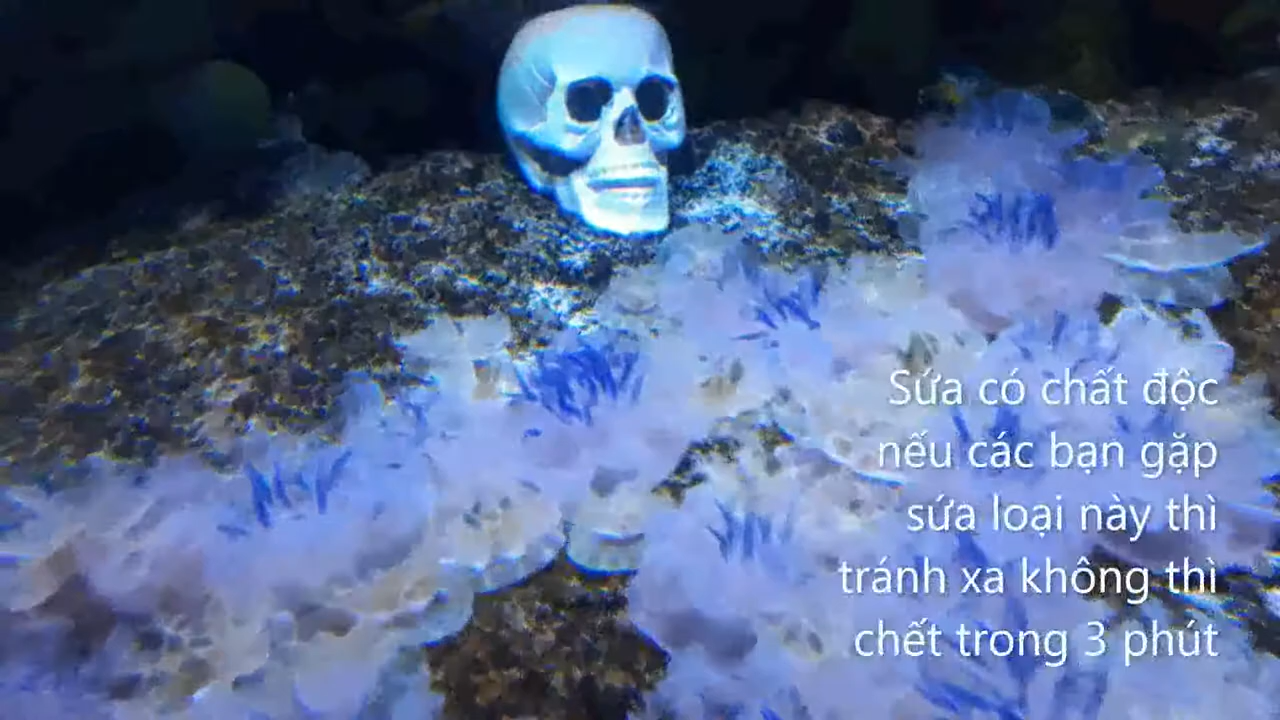 Sứa có chất độc
nếu các bạn gặp
sứa loại này thì
tránh xa không thì
chết trong 3 phút